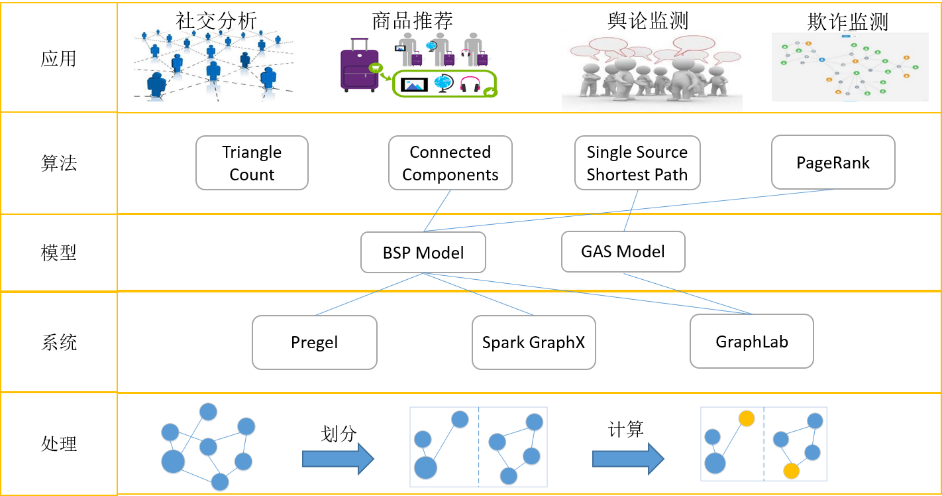 应用
社交分析
商品推荐
舆论监测
欺诈监测
算法
Triangle
Count
Connected
Components
Single Source
Shortest Path
PageRank
模型
BSP Model
GAS Model
系统
Pregel
Spark GraphX
GraphLab
处理
划分
计算